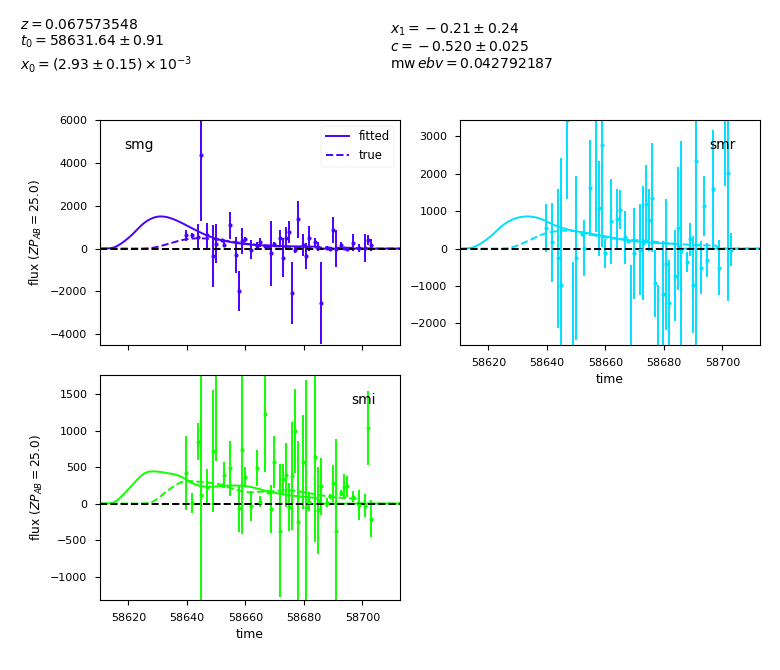 z = 0.067573548
t₀ = 58631.64 ± 0.91
x₀ = (2.93 ± 0.15) × 10⁻³
x₁ = −0.21 ± 0.24
c = −0.520 ± 0.025
mw ebv = 0.042792187
smg
fitted
true
6000
4000
2000
0
−2000
−4000
flux (ZP_AB = 25.0)
smr
3000
2000
1000
0
−1000
−2000
58620 58640 58660 58680 58700
time
smi
1500
1000
500
0
−500
−1000
flux (ZP_AB = 25.0)
58620 58640 58660 58680 58700
time